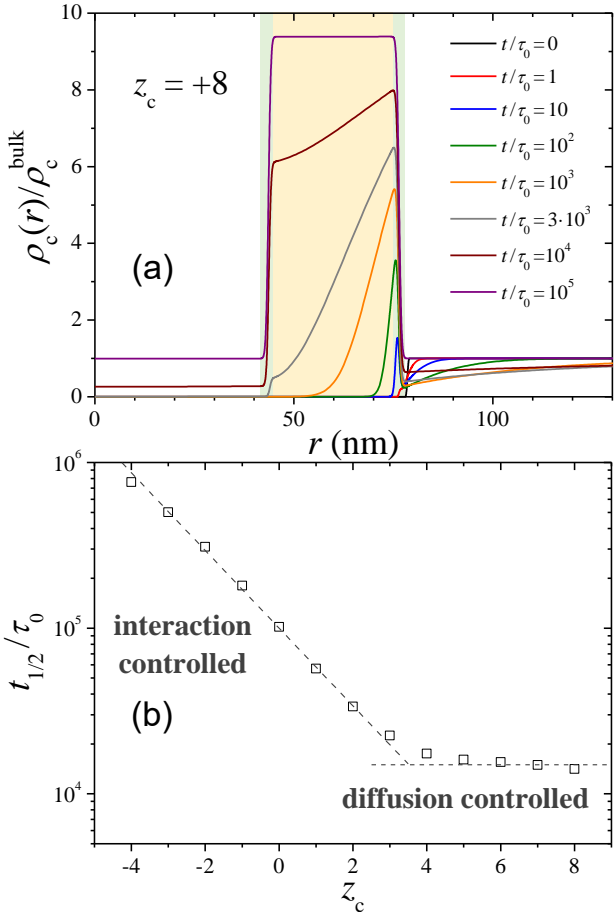 (a)
10
8
6
4
2
0
ρ_c(r)/ρ_c^bulk
z_c = +8
t/τ_0 = 0
t/τ_0 = 1
t/τ_0 = 10
t/τ_0 = 10^2
t/τ_0 = 10^3
t/τ_0 = 3·10^3
t/τ_0 = 10^4
t/τ_0 = 10^5
0 50 100
r (nm)
10^6
10^5
10^4
t_1/2/τ_0
interaction
controlled
(b)
diffusion controlled
-4 -2 0 2 4 6 8
z_c